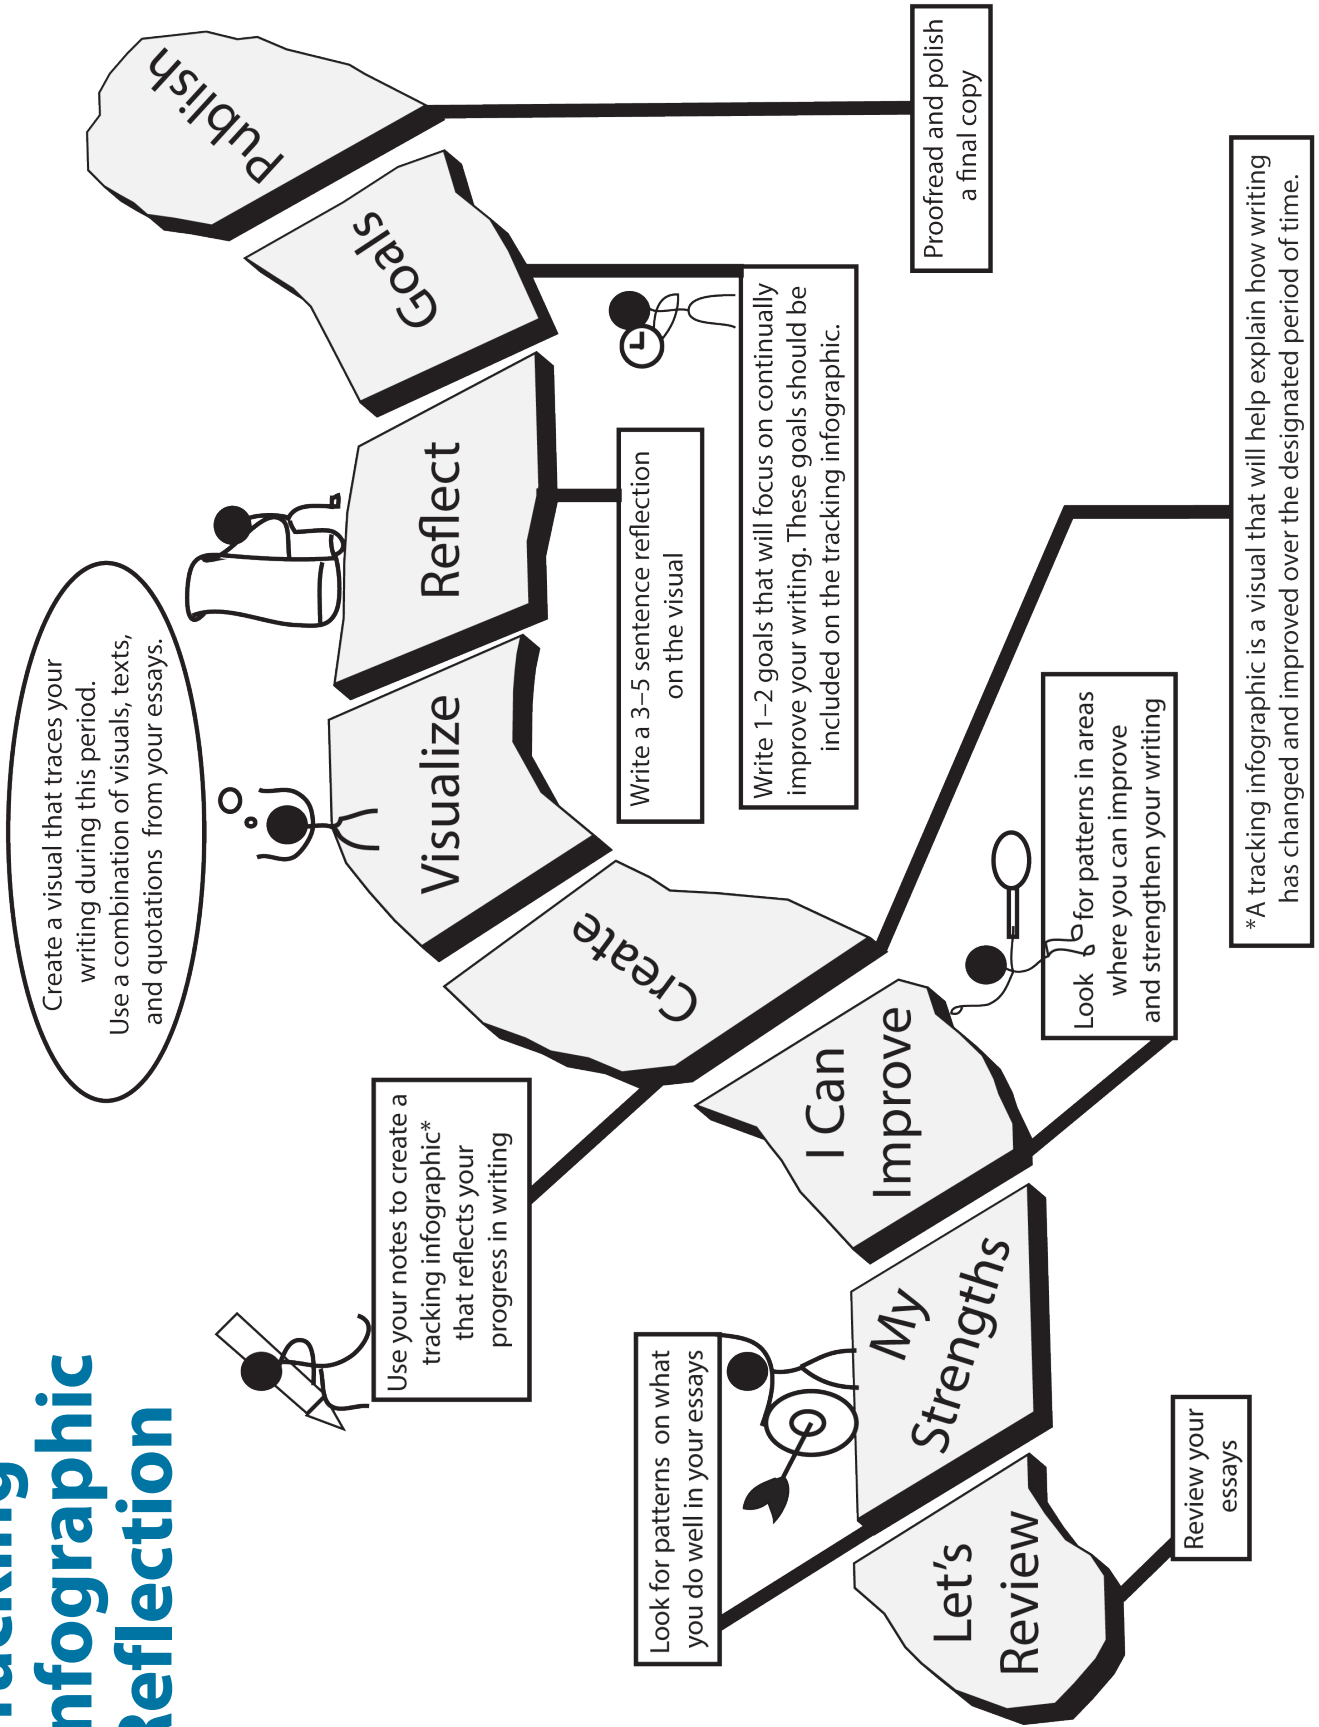 Infographic
Reflection
Let's
Review
Review your
essays
My
Strengths
Look for patterns on what
you do well in your essays
I Can
Improve
Look for patterns in areas
where you can improve
and strengthen your writing
Create
Use your notes to create a
tracking infographic*
that reflects your
progress in writing
*A tracking infographic is a visual that will help explain how writing
has changed and improved over the designated period of time.
Visualize
Create a visual that traces your
writing during this period.
Use a combination of visuals, texts,
and quotations from your essays.
Reflect
Write a 3–5 sentence reflection
on the visual
Goals
Write 1–2 goals that will focus on continually
improve your writing. These goals should be
included on the tracking infographic.
Publish
Proofread and polish
a final copy